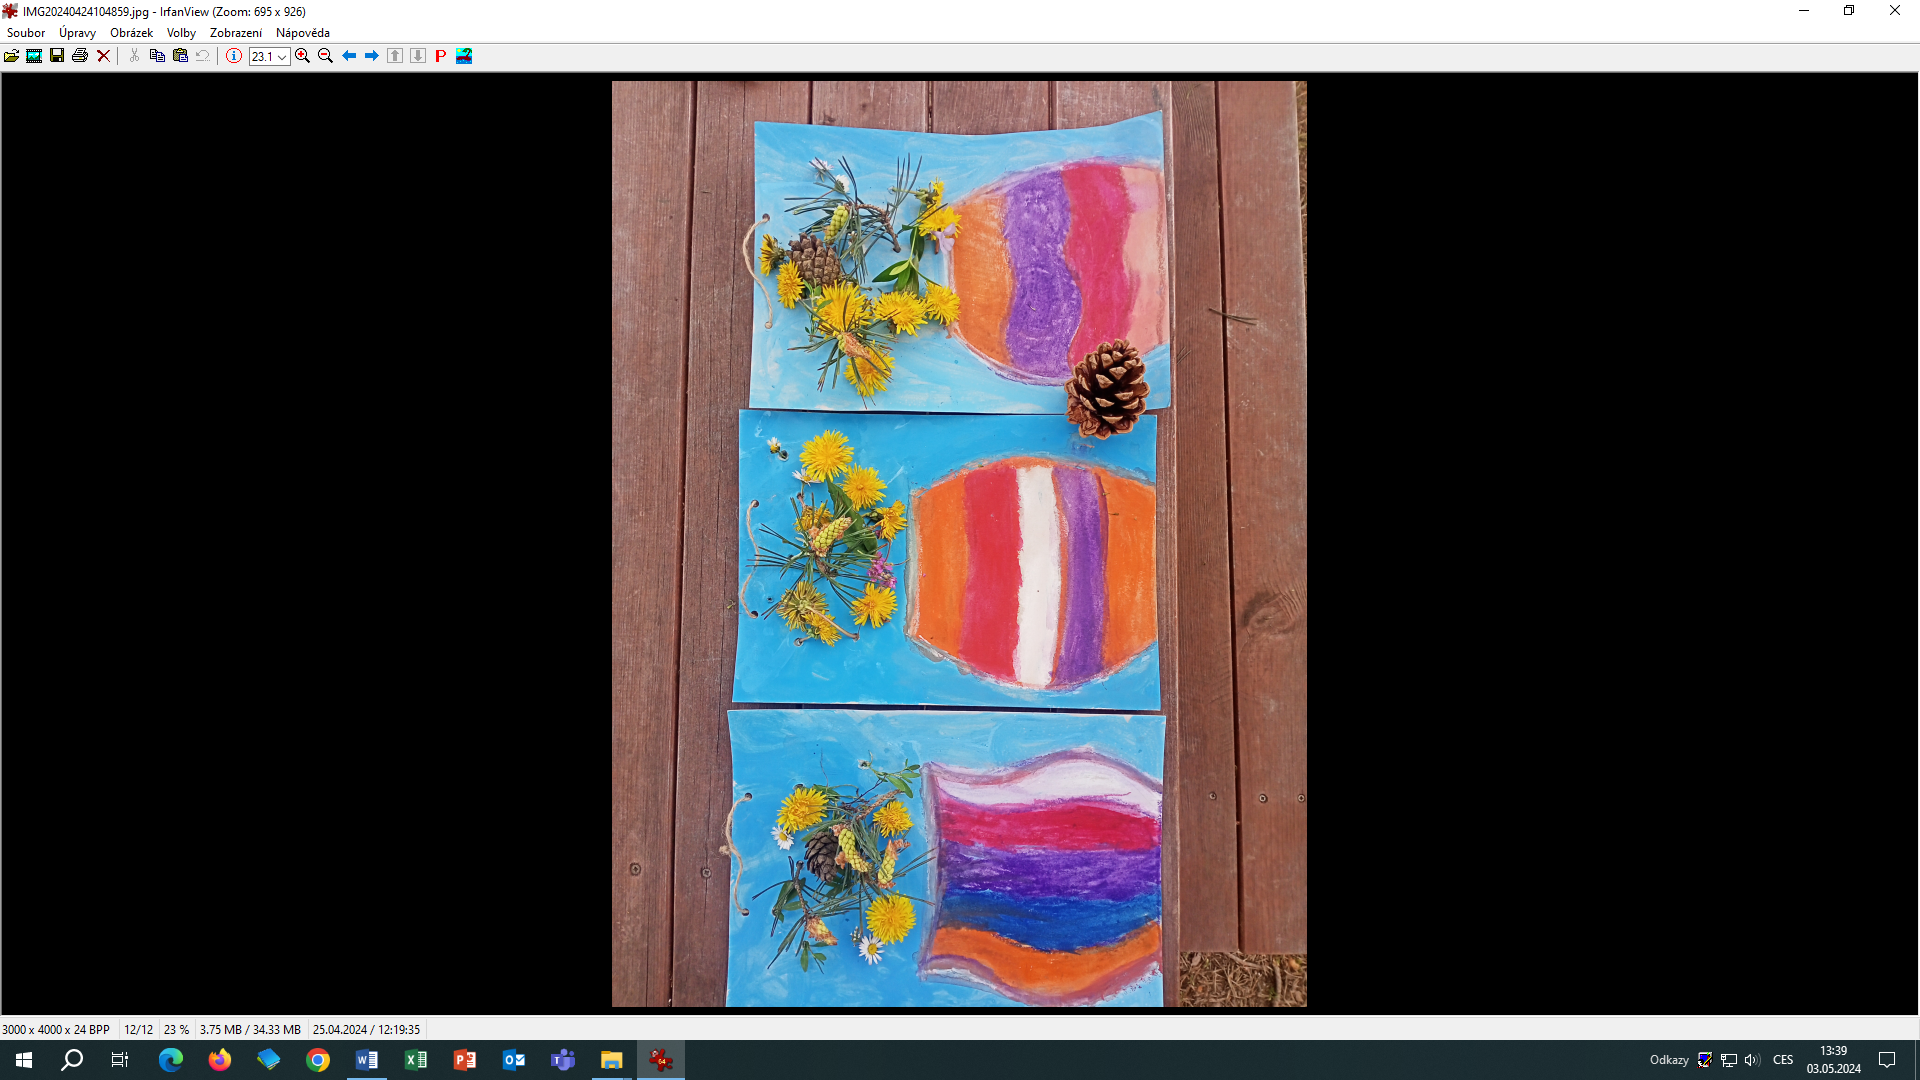 IMG20240424104859.jpg - IrfanView (Zoom: 695 x 926)
Soubor Úpravy Obrázek Volby Zobrazení Nápověda
23.1
3000 x 4000 x 24 BPP 12/12 23 % 3.75 MB / 34.33 MB 25.04.2024 / 12:19:35
Odkazy CES 13:39
03.05.2024